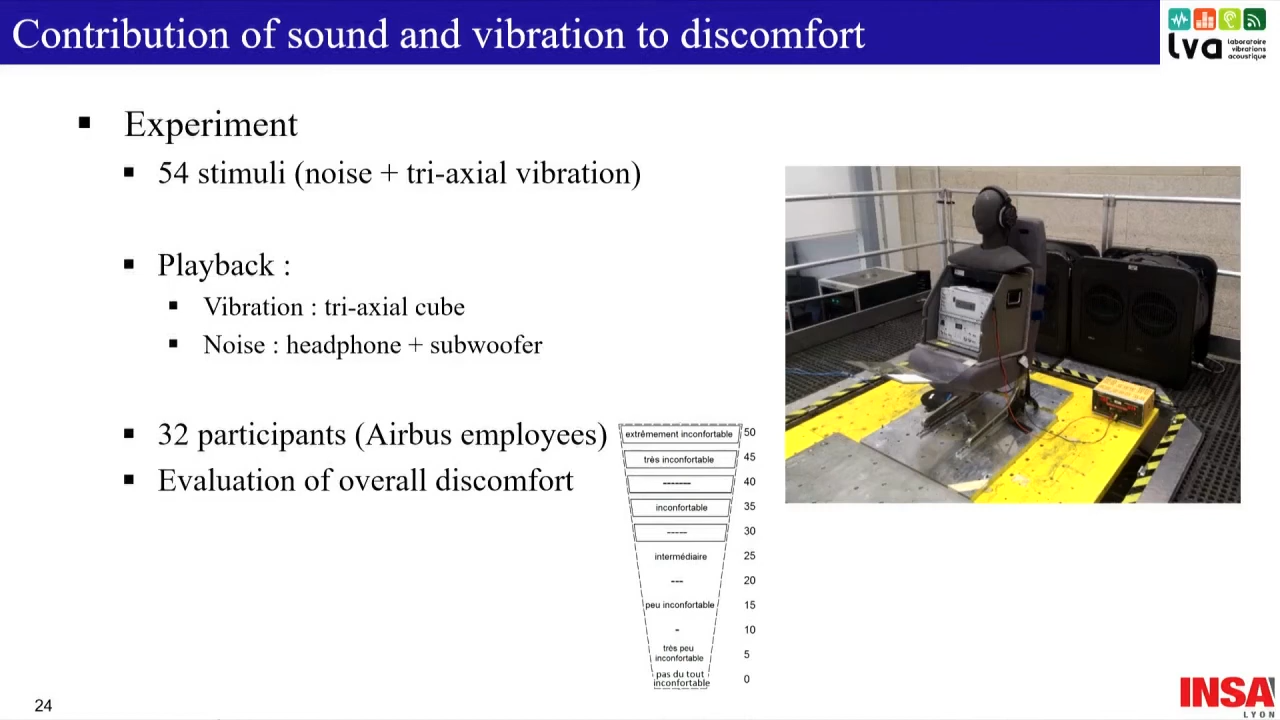 Contribution of sound and vibration to discomfort
lva
laboratoire
vibrations
acoustique
Experiment
54 stimuli (noise + tri-axial vibration)
Playback :
Vibration : tri-axial cube
Noise : headphone + subwoofer
32 participants (Airbus employees)
Evaluation of overall discomfort
extrêmement inconfortable 50
très inconfortable 45
------- 40
inconfortable 35
----- 30
intermédiaire 25
--- 20
peu inconfortable 15
- 10
très peu
inconfortable 5
pas du tout
inconfortable 0
24
INSA
LYON